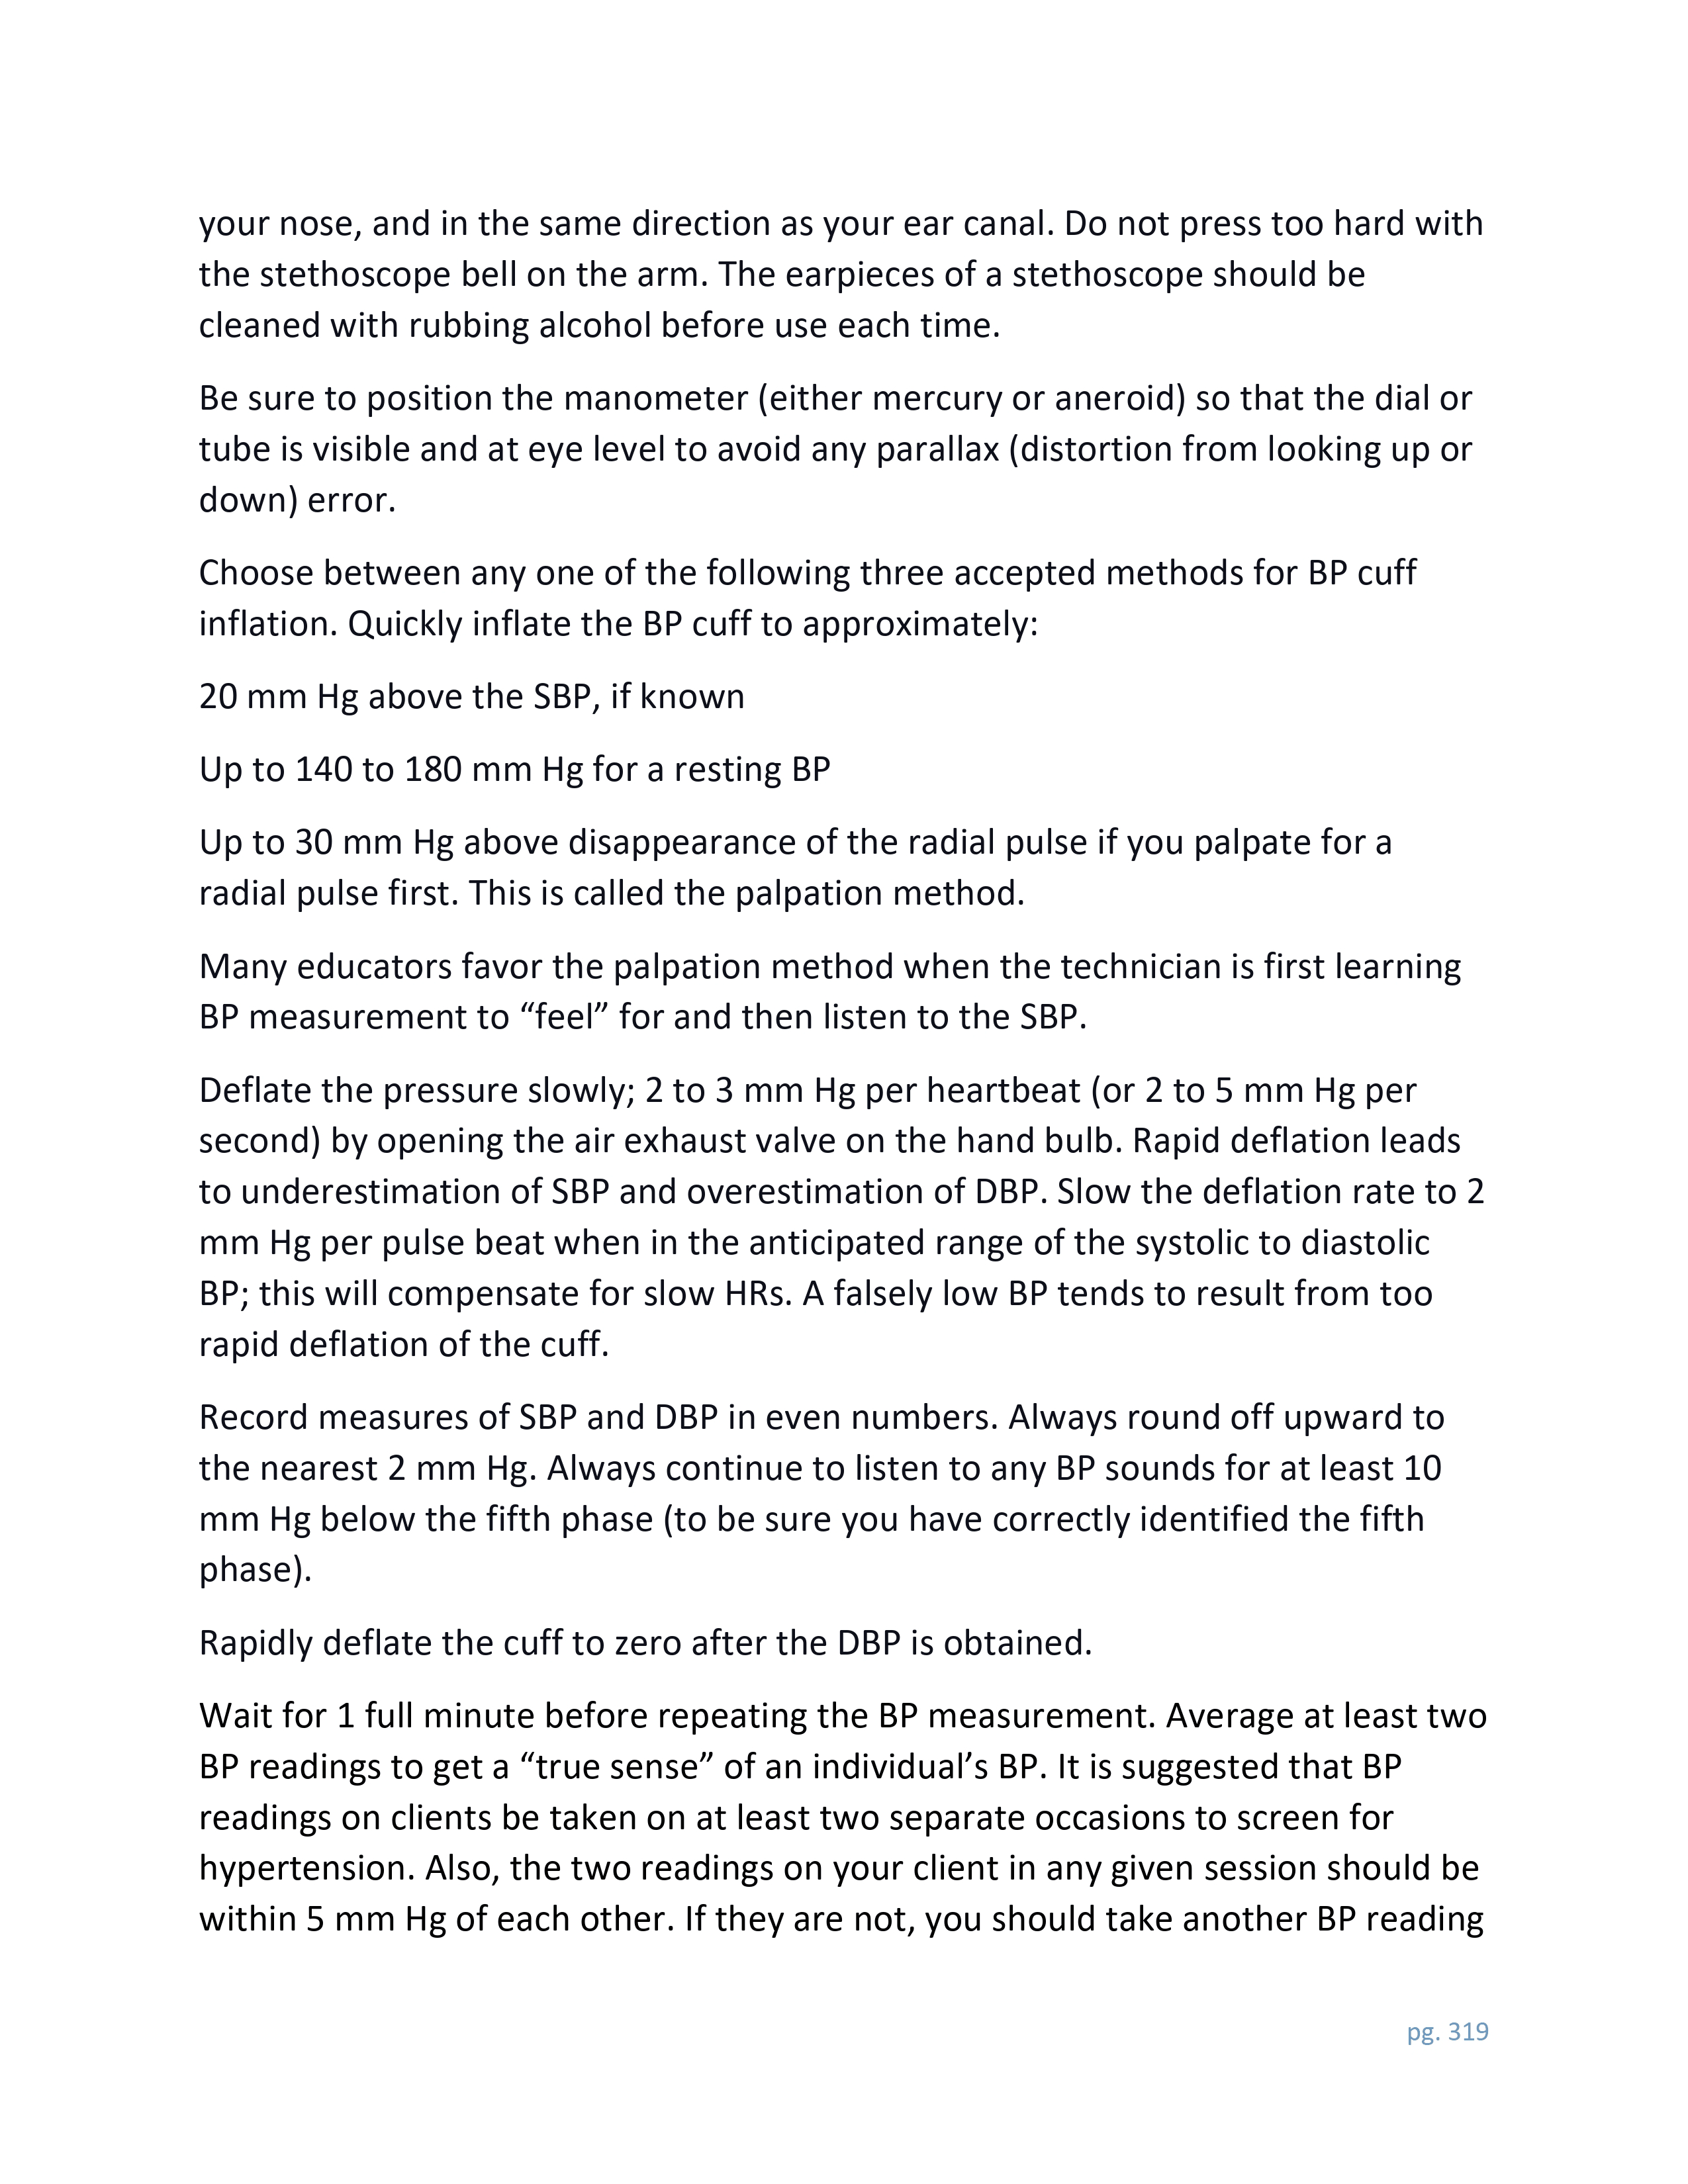 your nose, and in the same direction as your ear canal. Do not press too hard with
the stethoscope bell on the arm. The earpieces of a stethoscope should be
cleaned with rubbing alcohol before use each time.
Be sure to position the manometer (either mercury or aneroid) so that the dial or
tube is visible and at eye level to avoid any parallax (distortion from looking up or
down) error.
Choose between any one of the following three accepted methods for BP cuff
inflation. Quickly inflate the BP cuff to approximately:
20 mm Hg above the SBP, if known
Up to 140 to 180 mm Hg for a resting BP
Up to 30 mm Hg above disappearance of the radial pulse if you palpate for a
radial pulse first. This is called the palpation method.
Many educators favor the palpation method when the technician is first learning
BP measurement to “feel” for and then listen to the SBP.
Deflate the pressure slowly; 2 to 3 mm Hg per heartbeat (or 2 to 5 mm Hg per
second) by opening the air exhaust valve on the hand bulb. Rapid deflation leads
to underestimation of SBP and overestimation of DBP. Slow the deflation rate to 2
mm Hg per pulse beat when in the anticipated range of the systolic to diastolic
BP; this will compensate for slow HRs. A falsely low BP tends to result from too
rapid deflation of the cuff.
Record measures of SBP and DBP in even numbers. Always round off upward to
the nearest 2 mm Hg. Always continue to listen to any BP sounds for at least 10
mm Hg below the fifth phase (to be sure you have correctly identified the fifth
phase).
Rapidly deflate the cuff to zero after the DBP is obtained.
Wait for 1 full minute before repeating the BP measurement. Average at least two
BP readings to get a “true sense” of an individual’s BP. It is suggested that BP
readings on clients be taken on at least two separate occasions to screen for
hypertension. Also, the two readings on your client in any given session should be
within 5 mm Hg of each other. If they are not, you should take another BP reading
pg. 319